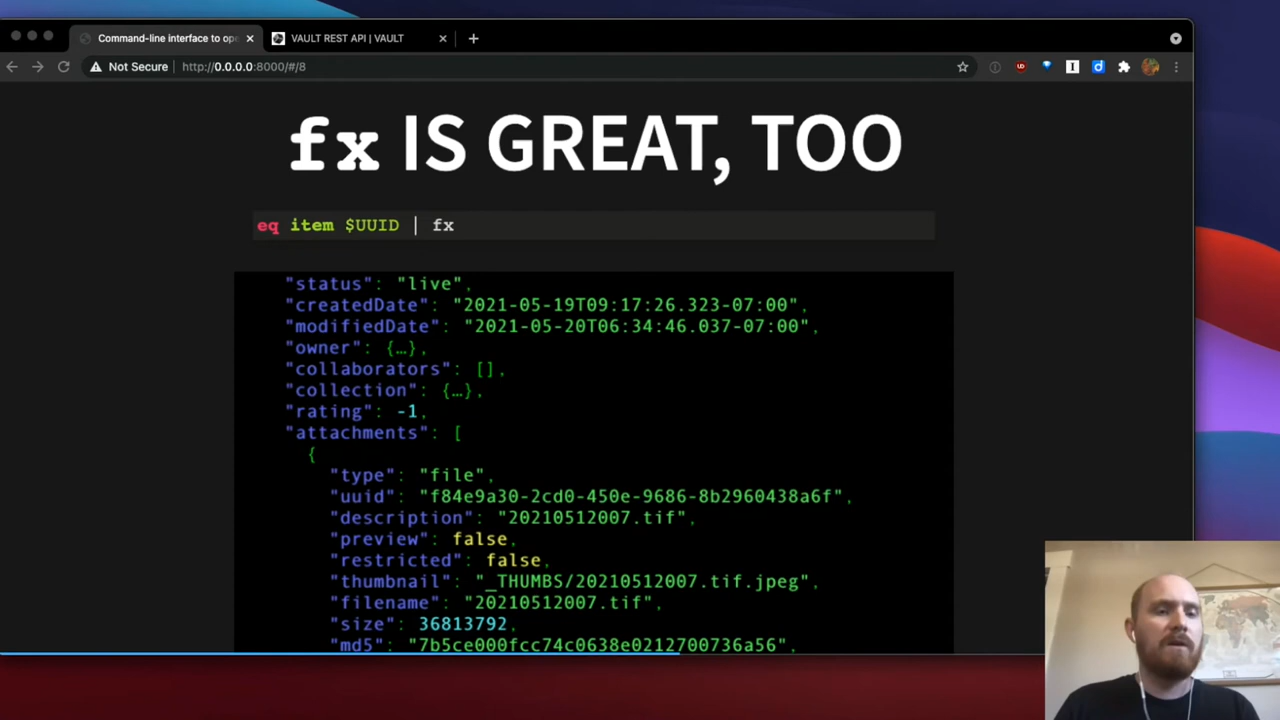 Command-line interface to ope
VAULT REST API | VAULT
Not Secure
http://0.0.0.0:8000/#/8
fx IS GREAT, TOO
eq item $UUID | fx
"status": "live",
"createdDate": "2021-05-19T09:17:26.323-07:00",
"modifiedDate": "2021-05-20T06:34:46.037-07:00",
"owner": {…},
"collaborators": [],
"collection": {…},
"rating": -1,
"attachments": [
{
"type": "file",
"uuid": "f84e9a30-2cd0-450e-9686-8b2960438a6f",
"description": "20210512007.tif",
"preview": false,
"restricted": false,
"thumbnail": "_THUMBS/20210512007.tif.jpeg",
"filename": "20210512007.tif",
"size": 36813792,
"md5": "7b5ce000fcc74c0638e0212700736a56",